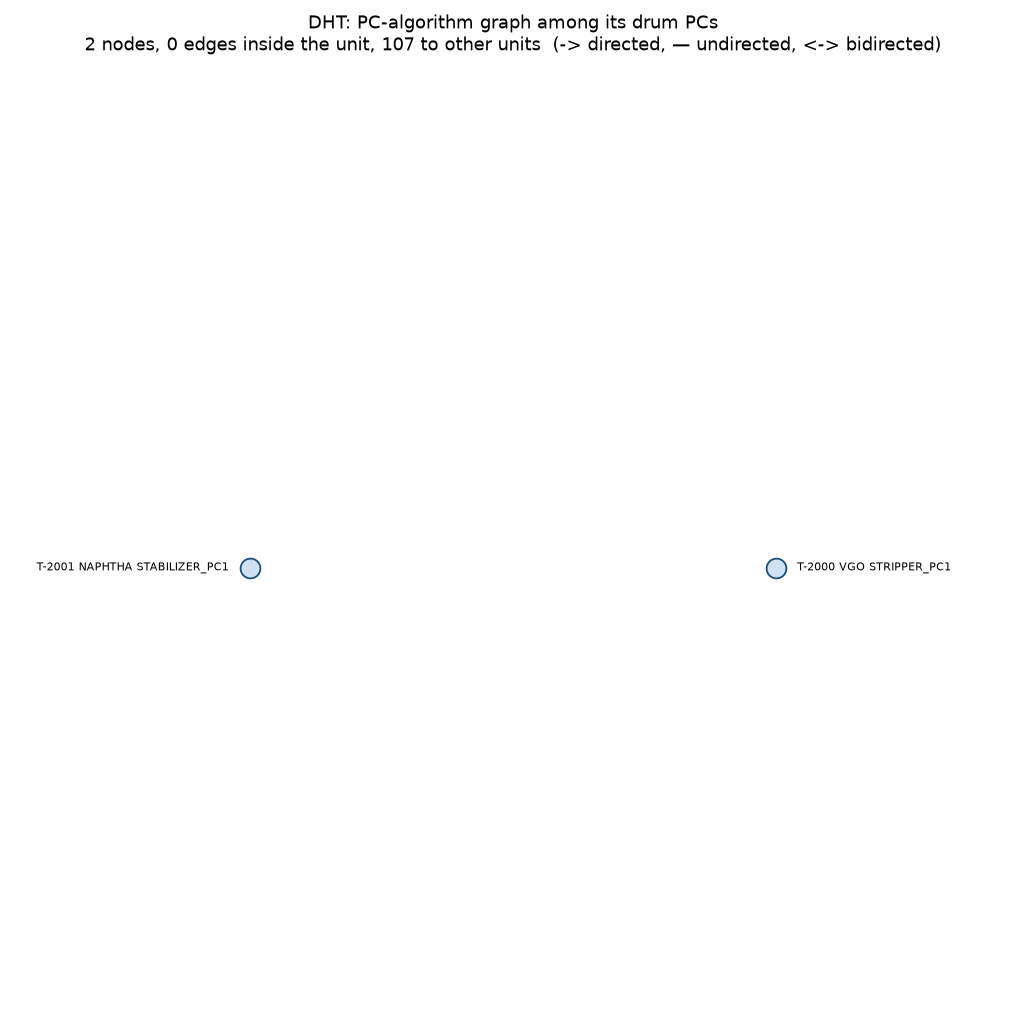 DHT: PC-algorithm graph among its drum PCs
2 nodes, 0 edges inside the unit, 107 to other units  (-> directed, — undirected, <-> bidirected)
T-2001 NAPHTHA STABILIZER_PC1
T-2000 VGO STRIPPER_PC1